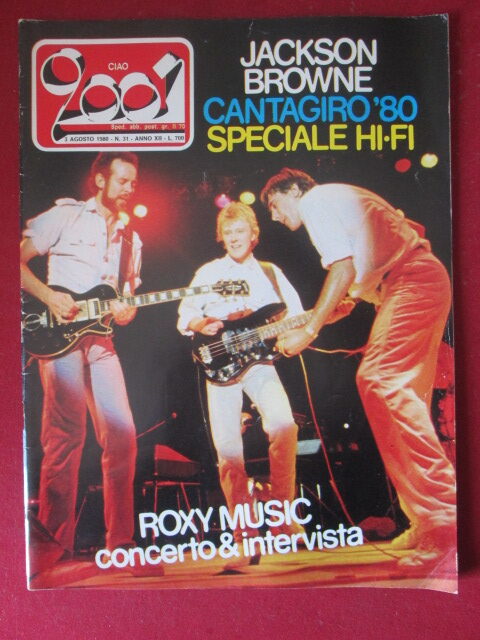 CIAO
2001
Sped. abb. post. gr. II 70
3 AGOSTO 1980 - N. 31 - ANNO XII - L. 700
JACKSON
BROWNE
CANTAGIRO '80
SPECIALE HI-FI
ROXY MUSIC
concerto & intervista